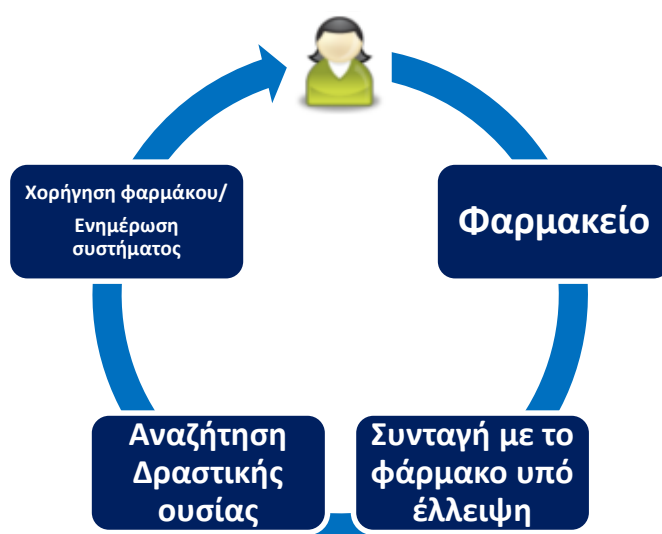 Φαρμακείο
Συνταγή με το
φάρμακο υπό
έλλειψη
Αναζήτηση
Δραστικής
ουσίας
Χορήγηση φαρμάκου/
Ενημέρωση
συστήματος